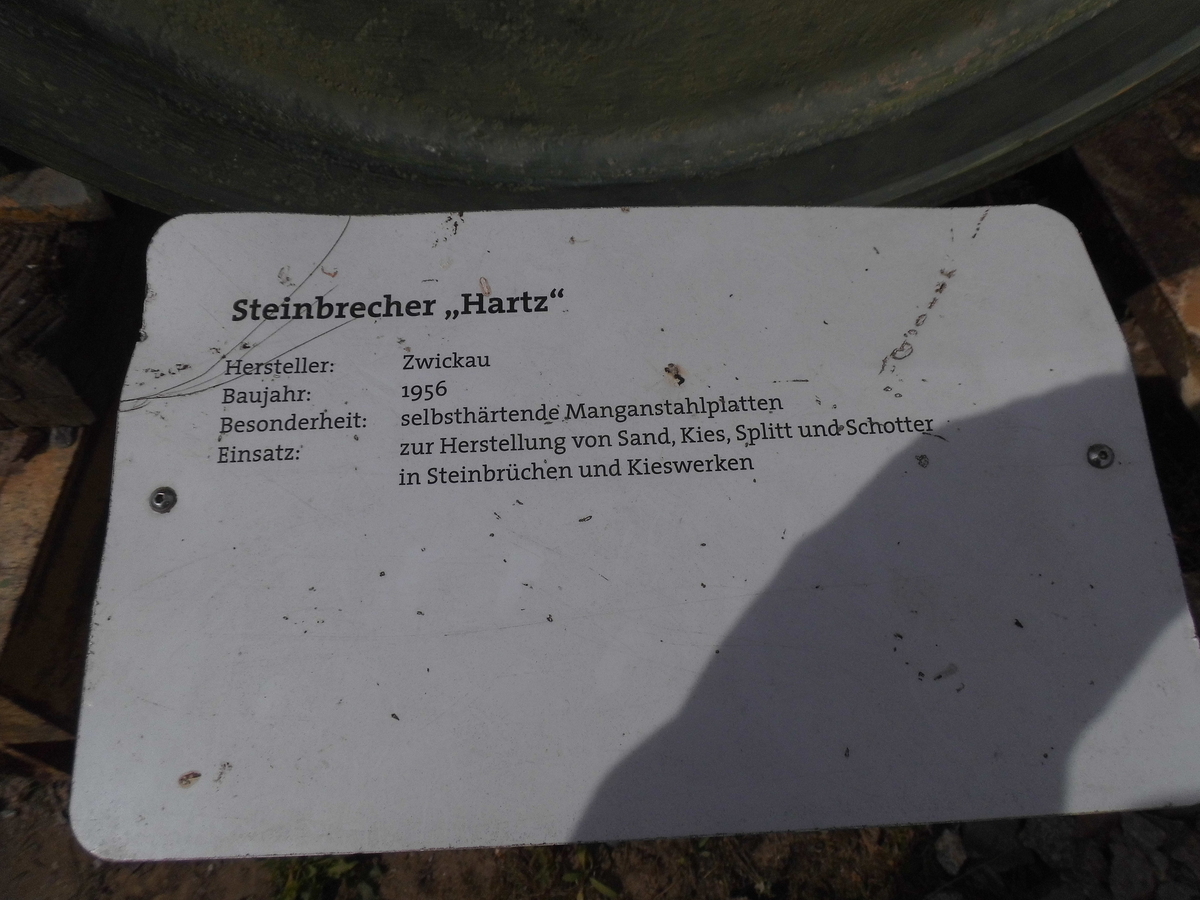 Steinbrecher „Hartz“
Hersteller: Zwickau
Baujahr: 1956
Besonderheit: selbsthärtende Manganstahlplatten
Einsatz: zur Herstellung von Sand, Kies, Splitt und Schotter
in Steinbrüchen und Kieswerken